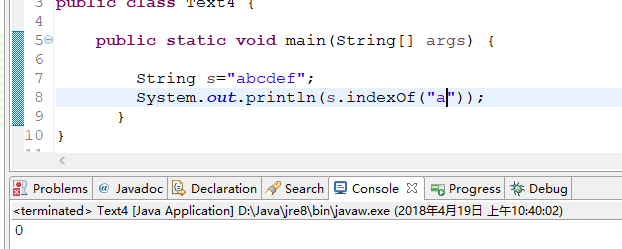 3 public class Text4 {
4
5 public static void main(String[] args) {
6
7 String s="abcdef";
8 System.out.println(s.indexOf("a"));
9 }
10 }
Problems @ Javadoc Declaration Search Console Progress Debug
<terminated> Text4 [Java Application] D:\Java\jre8\bin\javaw.exe (2018年4月19日 上午10:40:02)
0